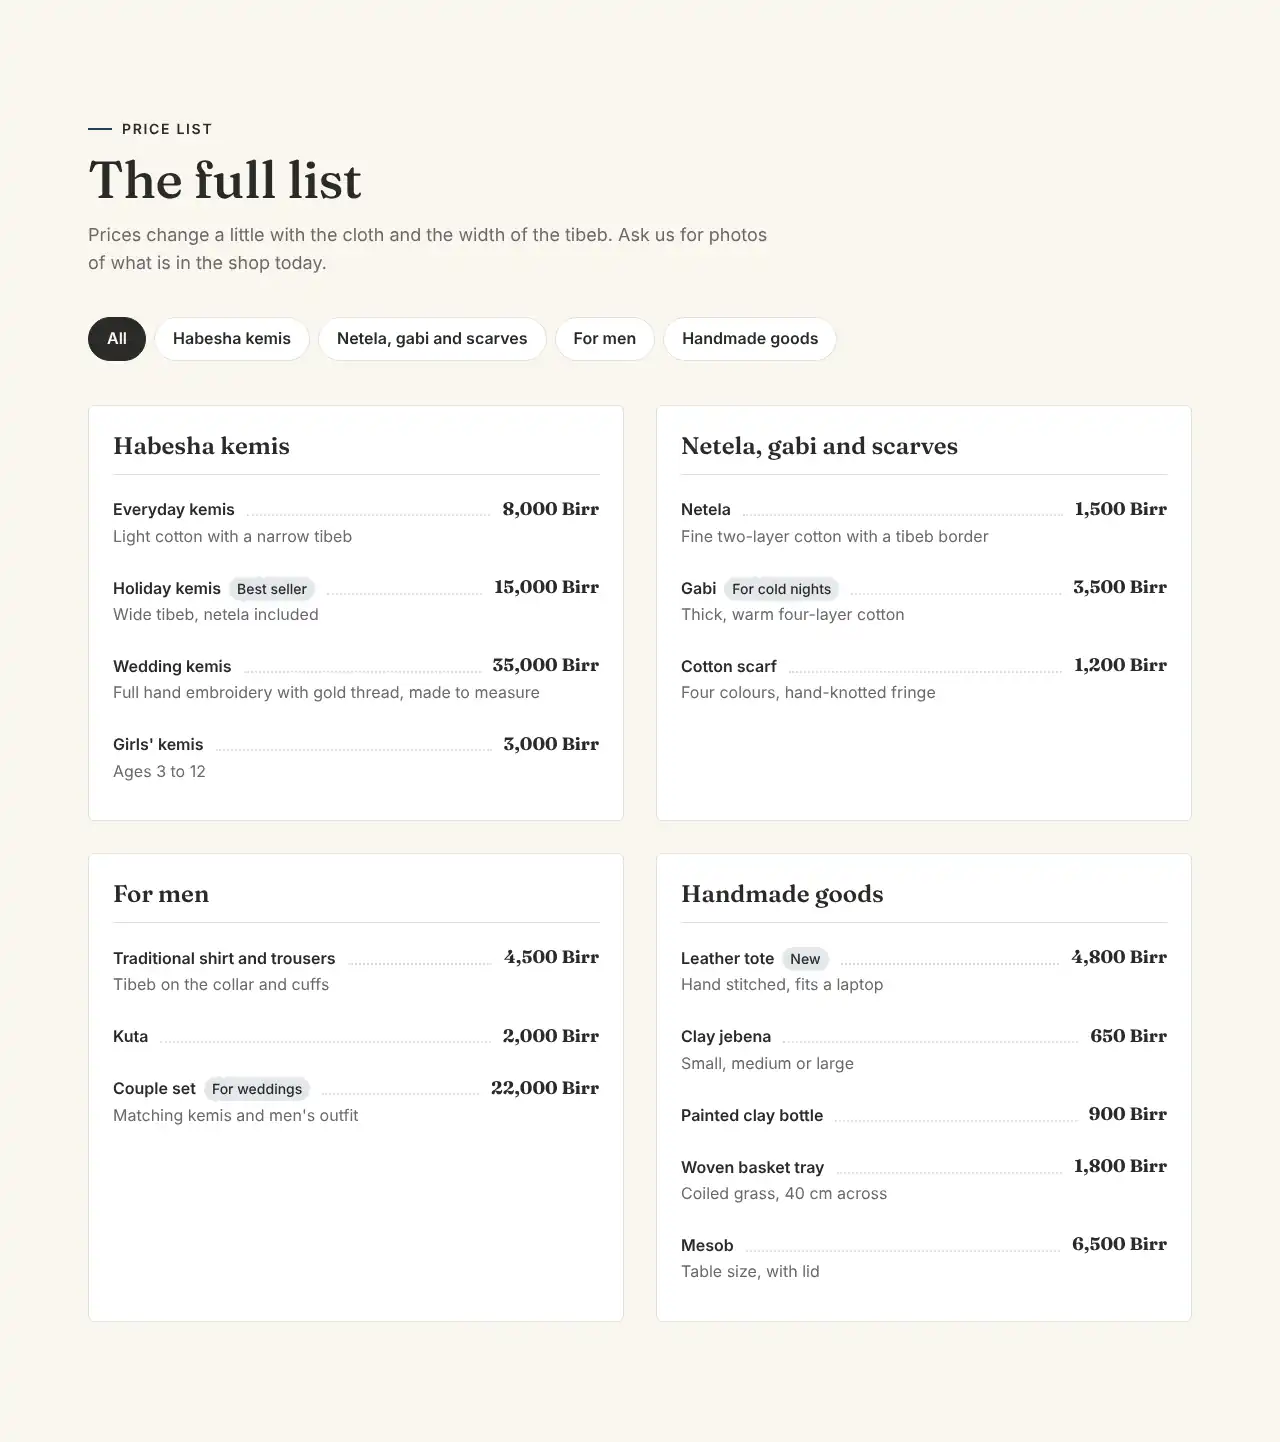 PRICE LIST
The full list
Prices change a little with the cloth and the width of the tibeb. Ask us for photos
of what is in the shop today.
All
Habesha kemis
Netela, gabi and scarves
For men
Handmade goods
Habesha kemis
Everyday kemis 8,000 Birr
Light cotton with a narrow tibeb
Holiday kemis Best seller 15,000 Birr
Wide tibeb, netela included
Wedding kemis 35,000 Birr
Full hand embroidery with gold thread, made to measure
Girls' kemis 3,000 Birr
Ages 3 to 12
Netela, gabi and scarves
Netela 1,500 Birr
Fine two-layer cotton with a tibeb border
Gabi For cold nights 3,500 Birr
Thick, warm four-layer cotton
Cotton scarf 1,200 Birr
Four colours, hand-knotted fringe
For men
Traditional shirt and trousers 4,500 Birr
Tibeb on the collar and cuffs
Kuta 2,000 Birr
Couple set For weddings 22,000 Birr
Matching kemis and men's outfit
Handmade goods
Leather tote New 4,800 Birr
Hand stitched, fits a laptop
Clay jebena 650 Birr
Small, medium or large
Painted clay bottle 900 Birr
Woven basket tray 1,800 Birr
Coiled grass, 40 cm across
Mesob 6,500 Birr
Table size, with lid